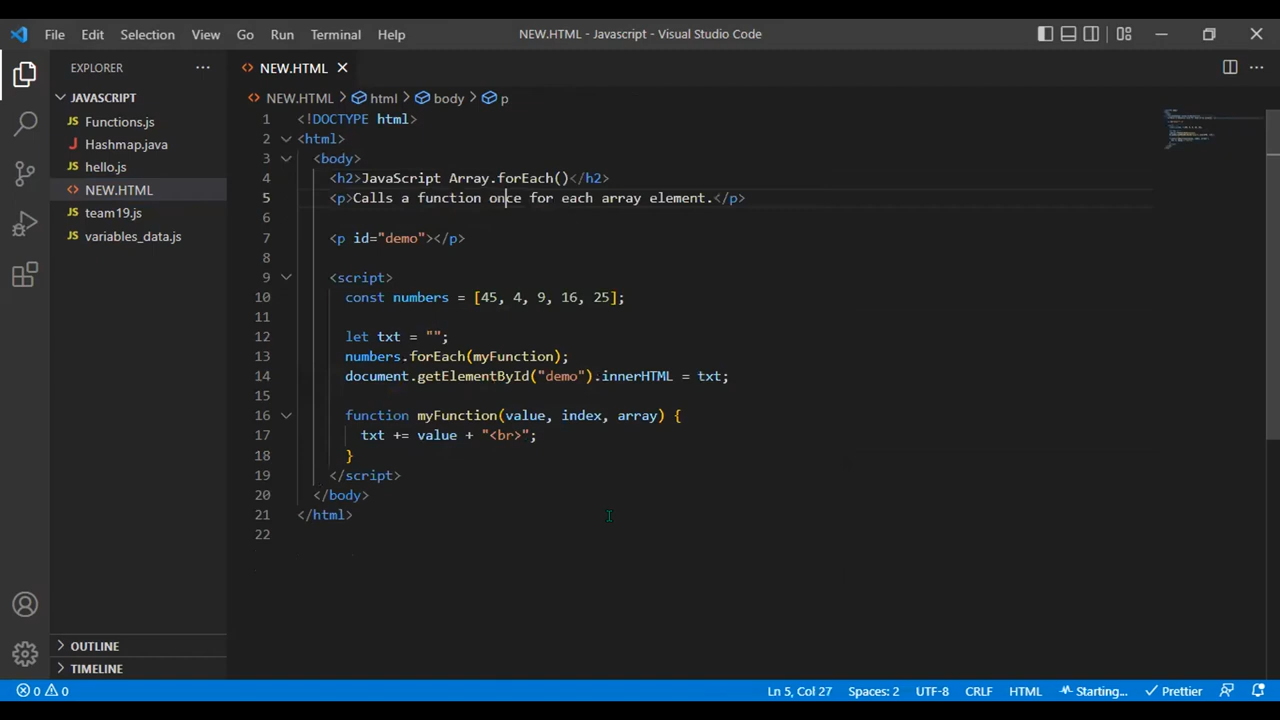 File Edit Selection View Go Run Terminal Help NEW.HTML - Javascript - Visual Studio Code
EXPLORER
JAVASCRIPT
Functions.js
Hashmap.java
hello.js
NEW.HTML
team19.js
variables_data.js
OUTLINE
TIMELINE
NEW.HTML
NEW.HTML > html > body > p
1 <!DOCTYPE html>
2 <html>
3 <body>
4 <h2>JavaScript Array.forEach()</h2>
5 <p>Calls a function once for each array element.</p>
6
7 <p id="demo"></p>
8
9 <script>
10 const numbers = [45, 4, 9, 16, 25];
11
12 let txt = "";
13 numbers.forEach(myFunction);
14 document.getElementById("demo").innerHTML = txt;
15
16 function myFunction(value, index, array) {
17 txt += value + "<br>";
18 }
19 </script>
20 </body>
21 </html>
22
0 0 Ln 5, Col 27 Spaces: 2 UTF-8 CRLF HTML Starting... Prettier